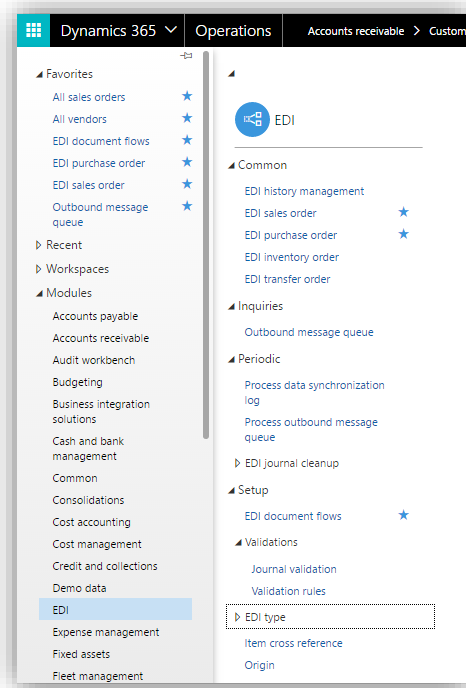 Dynamics 365
Operations
Accounts receivable > Custom
Favorites
All sales orders
All vendors
EDI document flows
EDI purchase order
EDI sales order
Outbound message
queue
Recent
Workspaces
Modules
Accounts payable
Accounts receivable
Audit workbench
Budgeting
Business integration
solutions
Cash and bank
management
Common
Consolidations
Cost accounting
Cost management
Credit and collections
Demo data
EDI
Expense management
Fixed assets
Fleet management
EDI
Common
EDI history management
EDI sales order
EDI purchase order
EDI inventory order
EDI transfer order
Inquiries
Outbound message queue
Periodic
Process data synchronization
log
Process outbound message
queue
EDI journal cleanup
Setup
EDI document flows
Validations
Journal validation
Validation rules
EDI type
Item cross reference
Origin